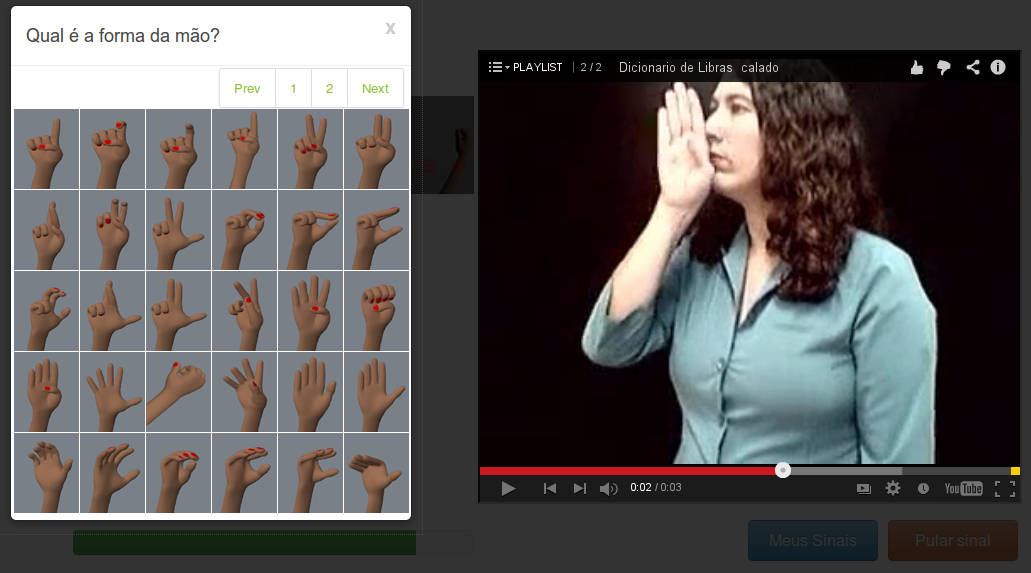 Qual é a forma da mão?
x
Prev 1 2 Next
PLAYLIST 2 / 2 Dicionario de Libras calado
0:02 / 0:03
YouTube
Meus Sinais
Pular sinal